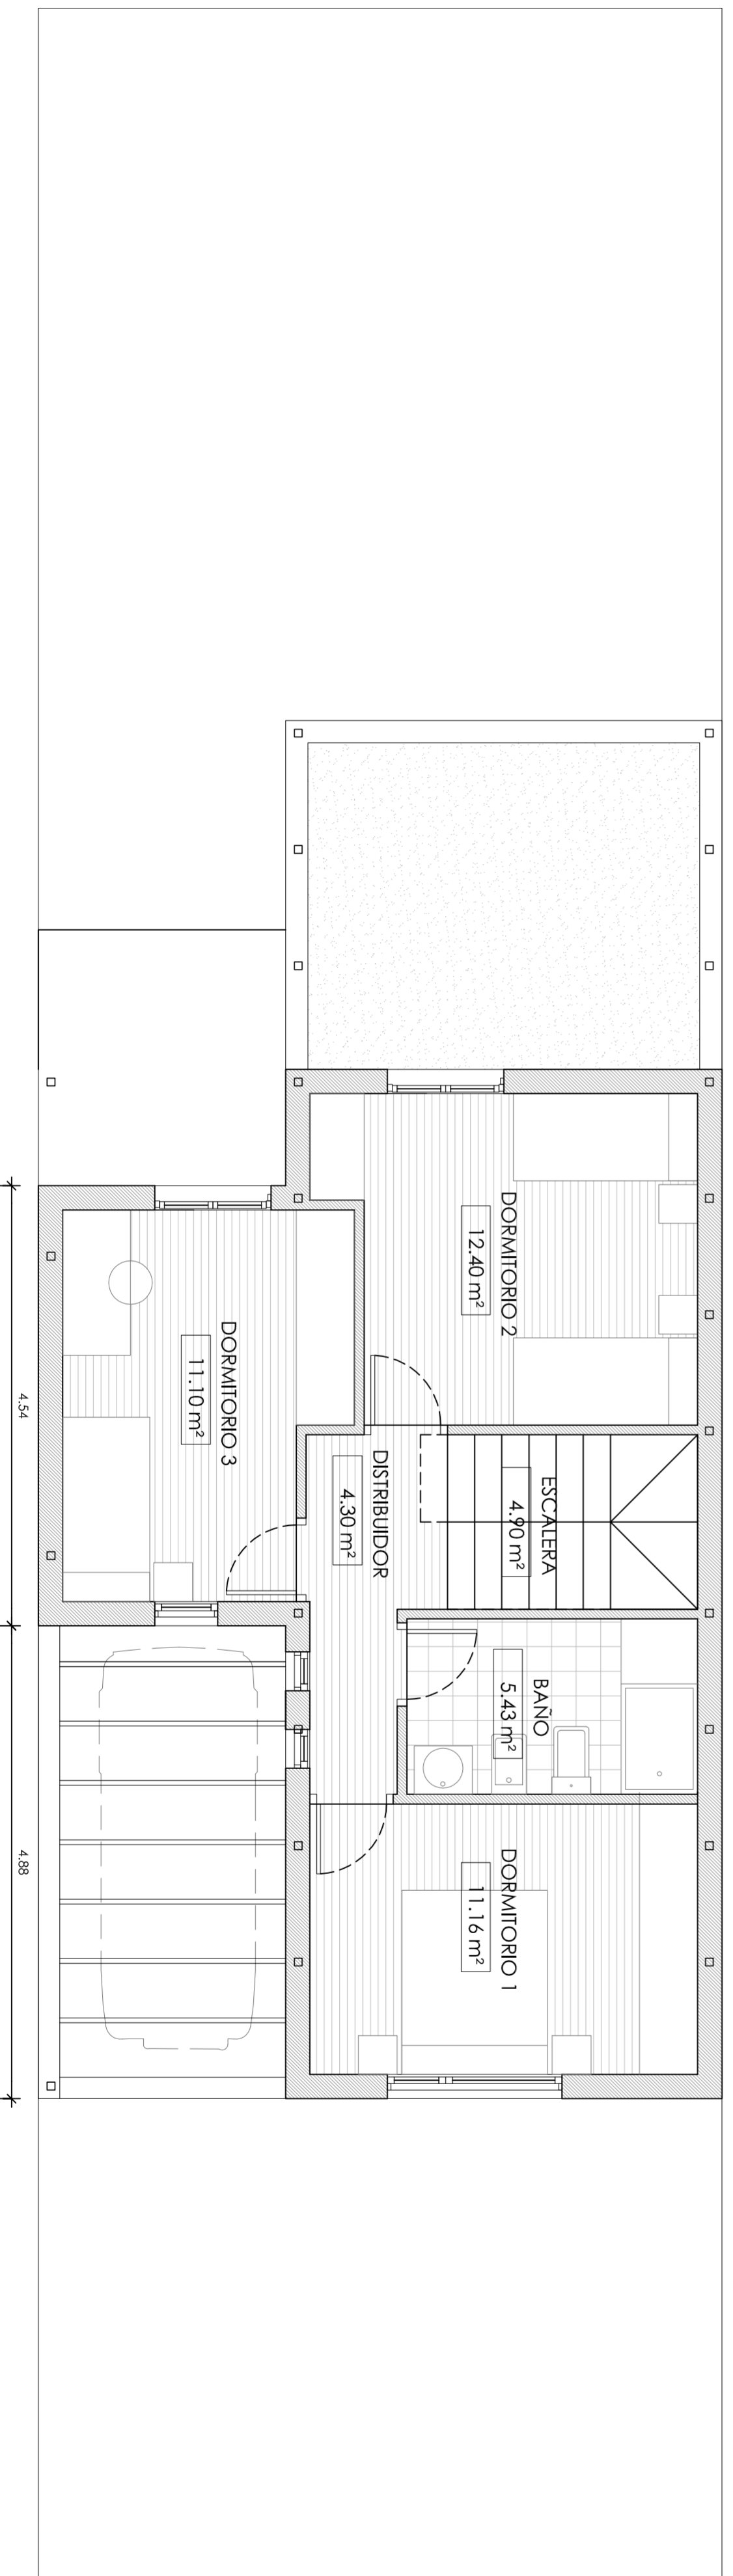 DORMITORIO 2
12.40 m²
DORMITORIO 3
11.10 m²
4.54
DISTRIBUIDOR
4.30 m²
ESCALERA
4.90 m²
BAÑO
5.43 m²
DORMITORIO 1
11.16 m²
4.88